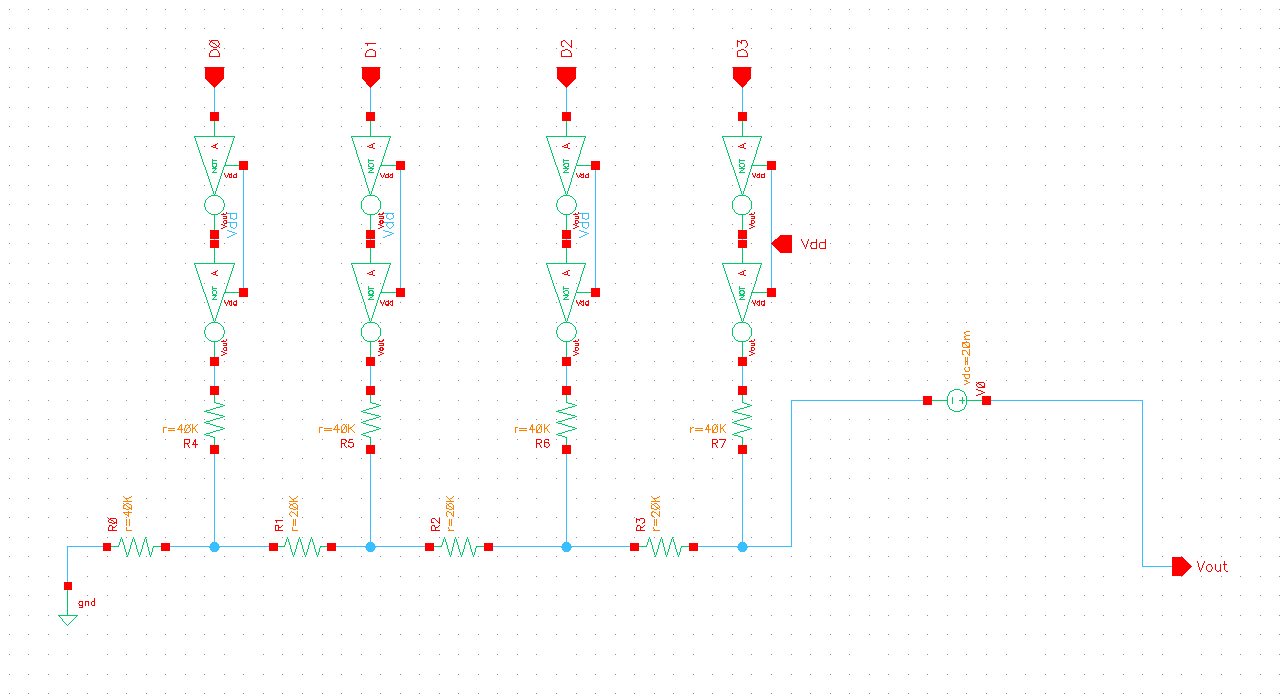 D0 D1 D2 D3
A A A A
NOT NOT NOT NOT
Vdd Vdd Vdd Vdd
Vout Vout Vout Vout
Vdd Vdd Vdd Vdd
A A A A
NOT NOT NOT NOT
Vdd Vdd Vdd Vdd
Vout Vout Vout Vout
vdc=20m
V0
- +
r=40K r=40K r=40K r=40K
R4 R5 R6 R7
R0 r=40K R1 r=20K R2 r=20K R3 r=20K
Vout
gnd